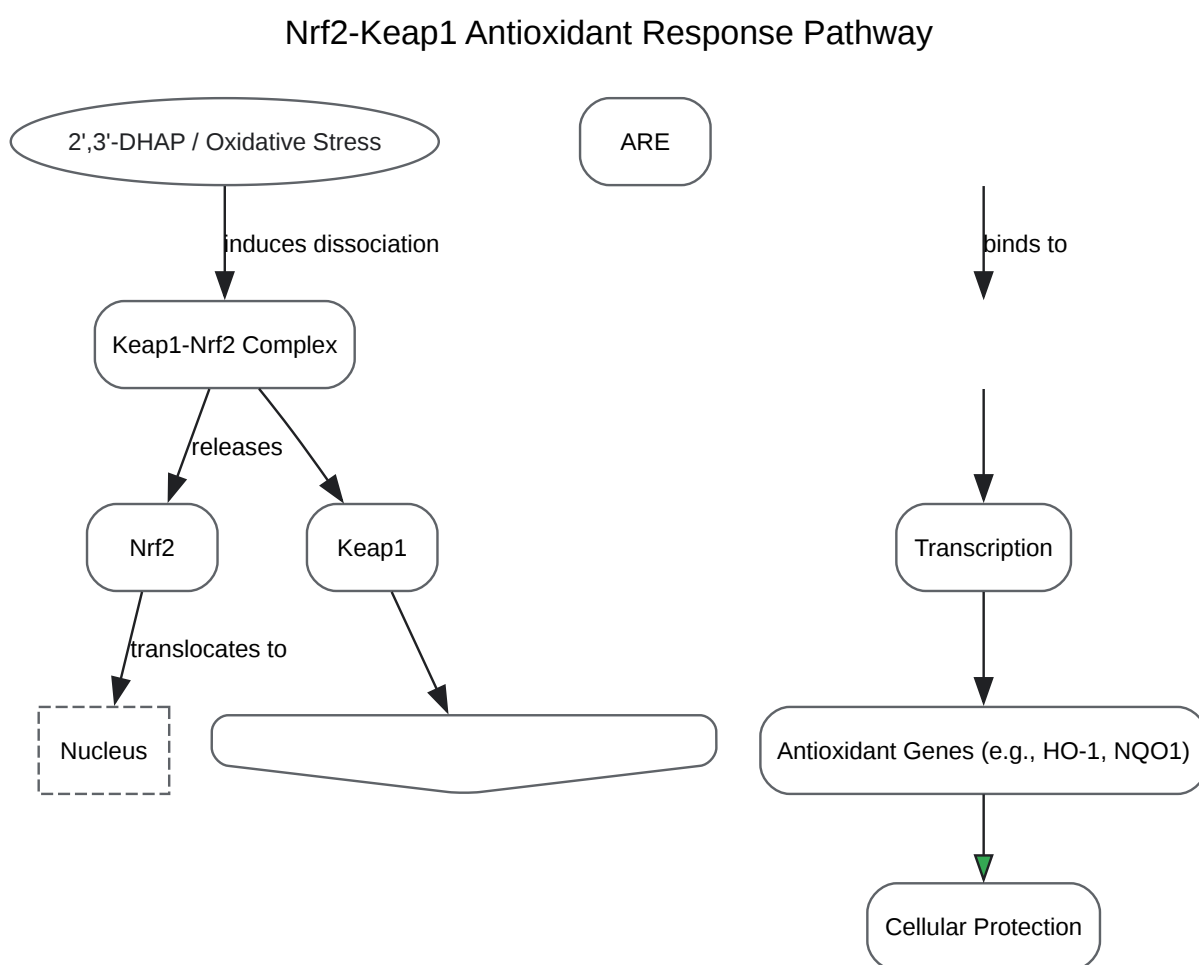 Nrf2-Keap1 Antioxidant Response Pathway
2',3'-DHAP / Oxidative Stress
ARE
induces dissociation
binds to
Keap1-Nrf2 Complex
releases
Nrf2
Keap1
Transcription
translocates to
Nucleus
Antioxidant Genes (e.g., HO-1, NQO1)
Cellular Protection